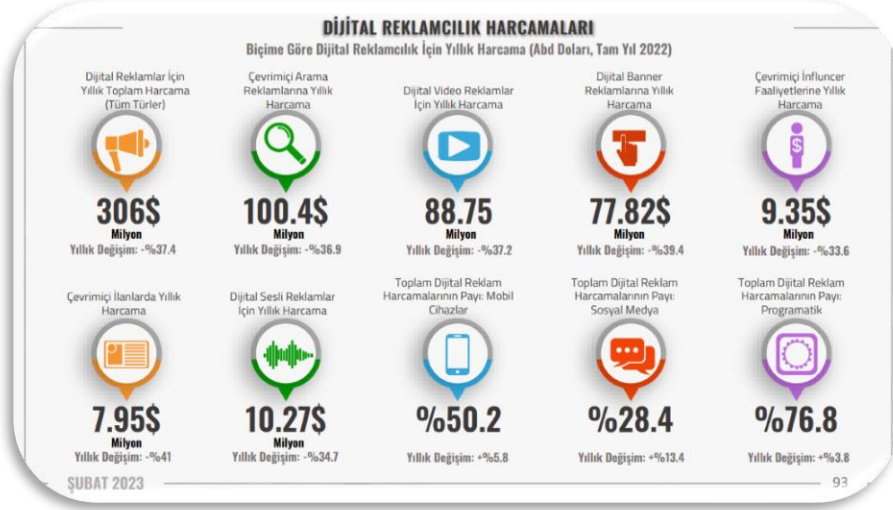 DİJİTAL REKLAMCILIK HARCAMALARI
Biçime Göre Dijital Reklamcılık İçin Yıllık Harcama (Abd Doları, Tam Yıl 2022)
Dijital Reklamlar İçin
Yıllık Toplam Harcama
(Tüm Türler)
306$
Milyon
Yıllık Değişim: -%37.4
Çevrimiçi Arama
Reklamlarına Yıllık
Harcama
100.4$
Milyon
Yıllık Değişim: -%36.9
Dijital Video Reklamlar
İçin Yıllık Harcama
88.75
Milyon
Yıllık Değişim: -%37.2
Dijital Banner
Reklamlarına Yıllık
Harcama
77.82$
Milyon
Yıllık Değişim: -%39.4
Çevrimiçi İnfluncer
Faaliyetlerine Yıllık
Harcama
$
9.35$
Milyon
Yıllık Değişim: -%33.6
Çevrimiçi İlanlarda Yıllık
Harcama
7.95$
Milyon
Yıllık Değişim: -%41
Dijital Sesli Reklamlar
İçin Yıllık Harcama
10.27$
Milyon
Yıllık Değişim: -%34.7
Toplam Dijital Reklam
Harcamalarının Payı: Mobil
Cihazlar
%50.2
Yıllık Değişim: +%5.8
Toplam Dijital Reklam
Harcamalarının Payı:
Sosyal Medya
%28.4
Yıllık Değişim: +%13.4
Toplam Dijital Reklam
Harcamalarının Payı:
Programatik
%76.8
Yıllık Değişim: +%3.8
ŞUBAT 2023
93